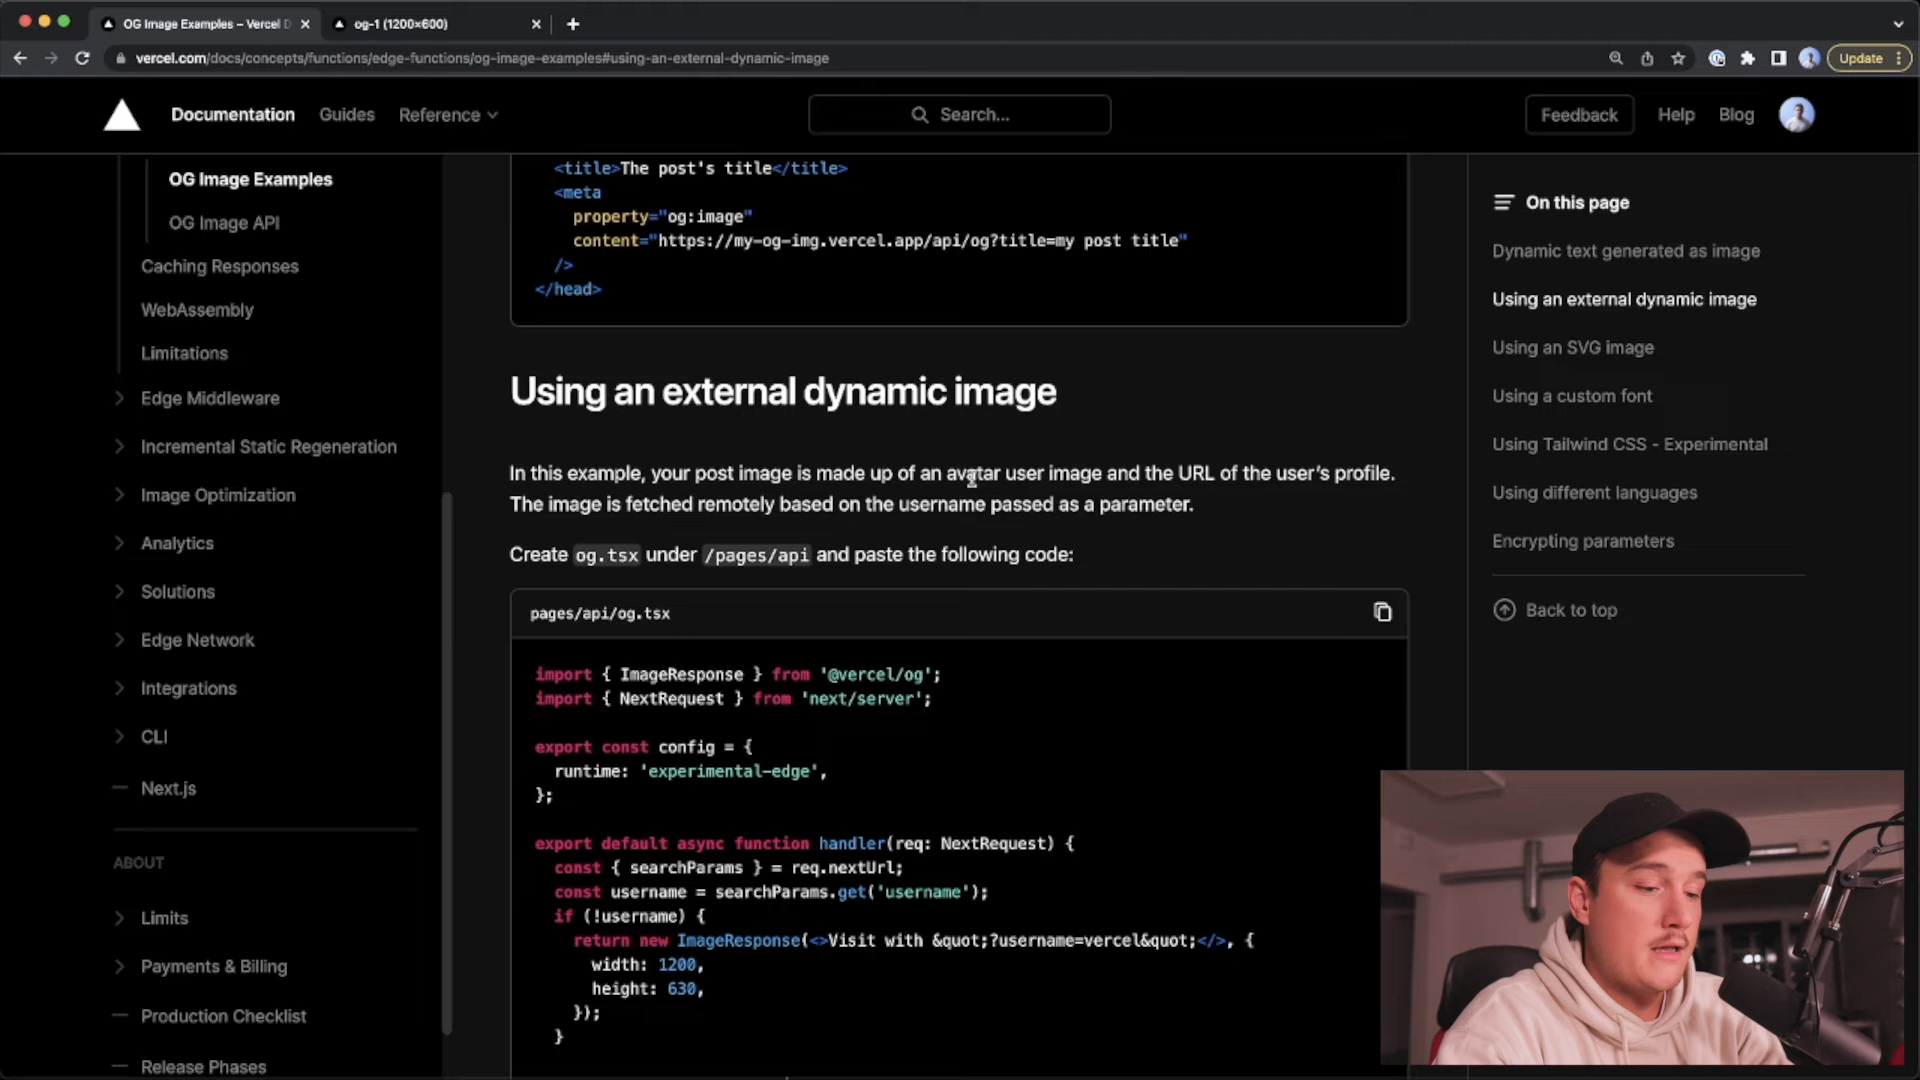 OG Image Examples – Vercel D
og-1 (1200×600)
vercel.com/docs/concepts/functions/edge-functions/og-image-examples#using-an-external-dynamic-image
Update
Documentation
Guides
Reference
Search...
Feedback
Help
Blog
OG Image Examples
OG Image API
Caching Responses
WebAssembly
Limitations
Edge Middleware
Incremental Static Regeneration
Image Optimization
Analytics
Solutions
Edge Network
Integrations
CLI
Next.js
ABOUT
Limits
Payments & Billing
Production Checklist
Release Phases
<title>The post's title</title>
<meta
property="og:image"
content="https://my-og-img.vercel.app/api/og?title=my post title"
/>
</head>
Using an external dynamic image
In this example, your post image is made up of an avatar user image and the URL of the user's profile.
The image is fetched remotely based on the username passed as a parameter.
Create og.tsx under /pages/api and paste the following code:
pages/api/og.tsx
import { ImageResponse } from '@vercel/og';
import { NextRequest } from 'next/server';
export const config = {
runtime: 'experimental-edge',
};
export default async function handler(req: NextRequest) {
const { searchParams } = req.nextUrl;
const username = searchParams.get('username');
if (!username) {
return new ImageResponse(<>Visit with &quot;?username=vercel&quot;</>, {
width: 1200,
height: 630,
});
}
On this page
Dynamic text generated as image
Using an external dynamic image
Using an SVG image
Using a custom font
Using Tailwind CSS - Experimental
Using different languages
Encrypting parameters
Back to top